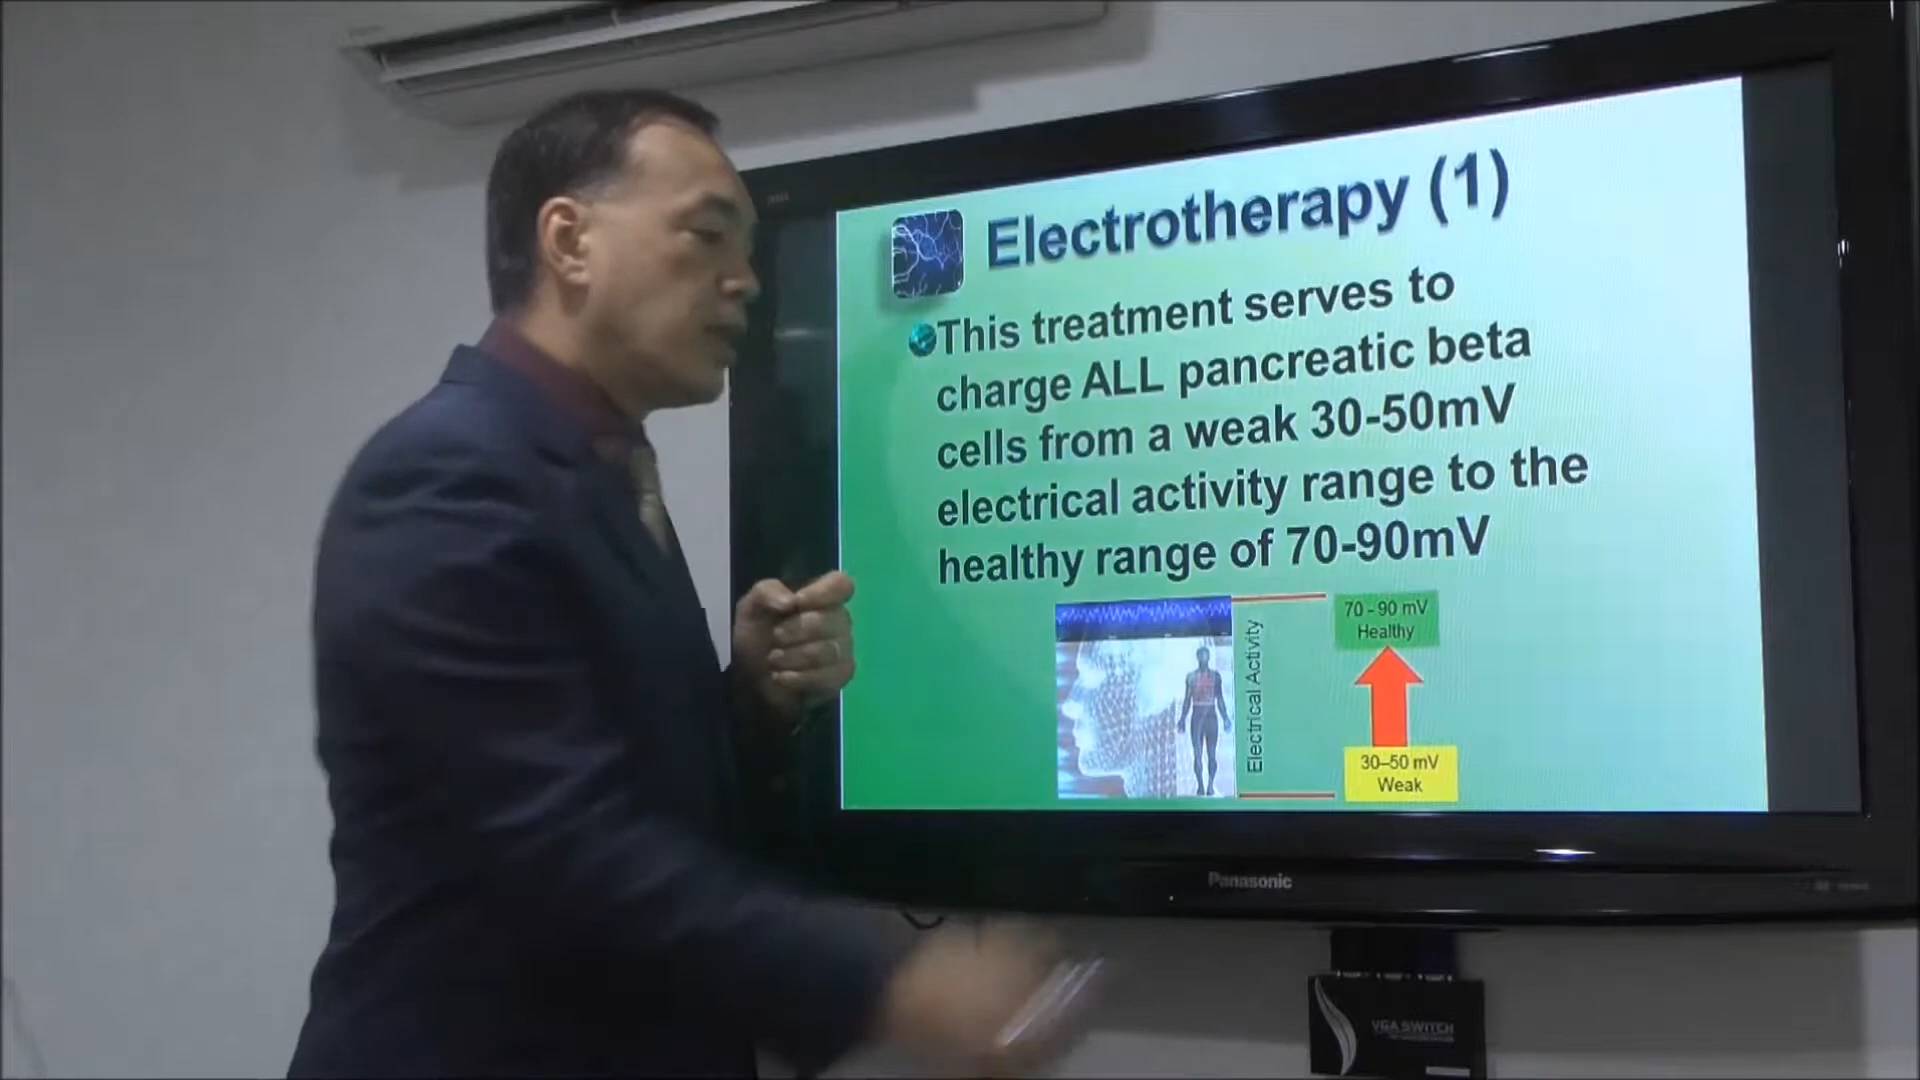 Electrotherapy (1)
This treatment serves to
charge ALL pancreatic beta
cells from a weak 30-50mV
electrical activity range to the
healthy range of 70-90mV
Electrical Activity
70 - 90 mV
Healthy
30–50 mV
Weak
Panasonic
VGA SWITCH